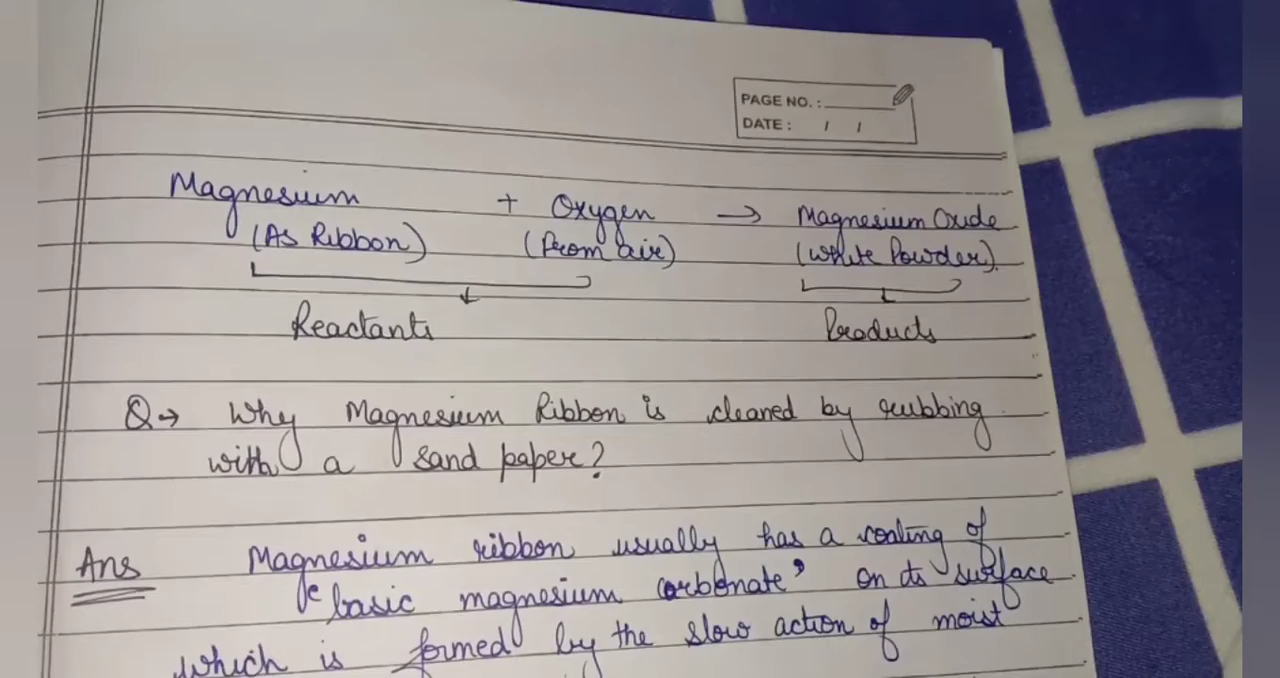 PAGE NO. :
DATE : / /
Magnesium + Oxygen → Magnesium Oxide
(As Ribbon) (from air) (White Powder).
Reactants Products
Q→ Why Magnesium Ribbon is cleaned by rubbing
with a sand paper?
Ans Magnesium ribbon usually has a coating of
"basic magnesium carbonate" on its surface
which is formed by the slow action of moist